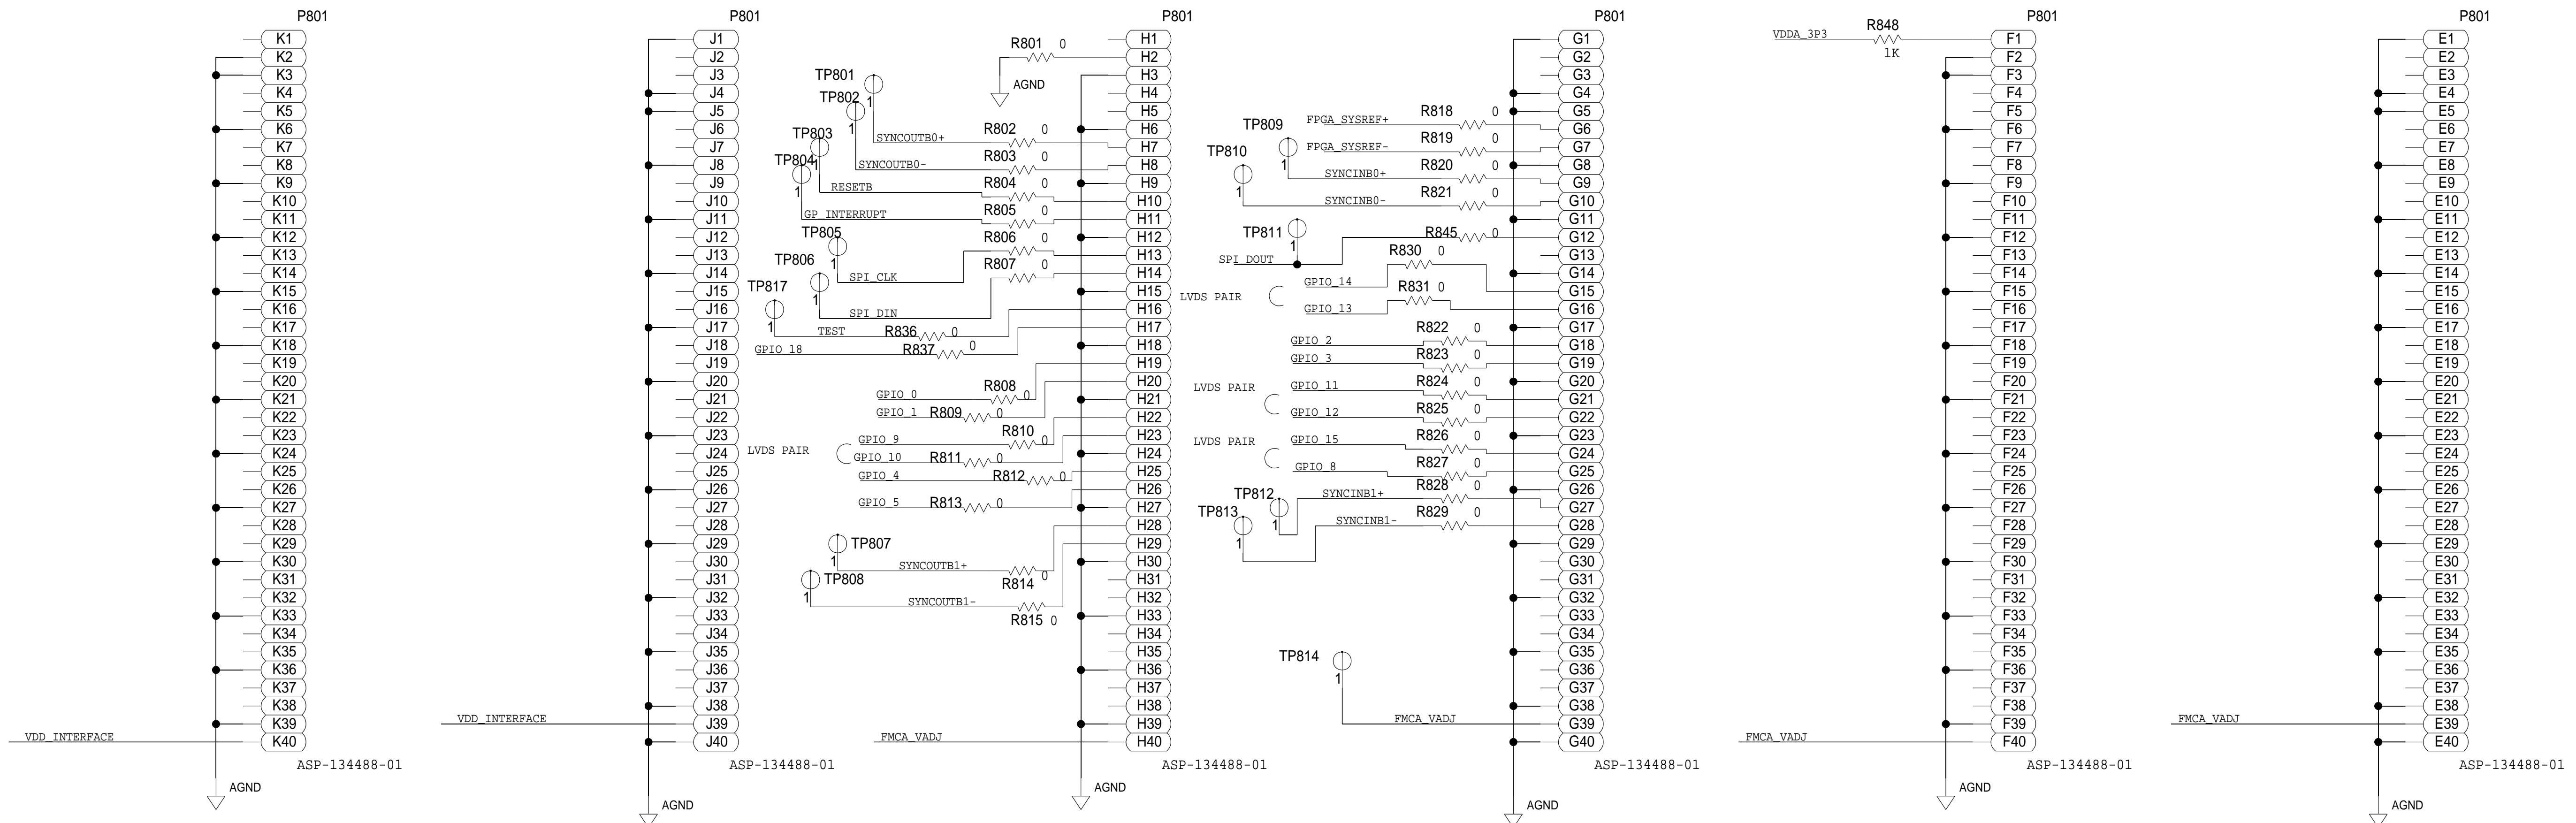 P801
K1
K2
K3
K4
K5
K6
K7
K8
K9
K10
K11
K12
K13
K14
K15
K16
K17
K18
K19
K20
K21
K22
K23
K24
K25
K26
K27
K28
K29
K30
K31
K32
K33
K34
K35
K36
K37
K38
K39
VDD_INTERFACE K40
ASP-134488-01
AGND
P801
J1
J2
J3
J4
J5
J6
J7
J8
J9
J10
J11
J12
J13
J14
J15
J16
J17
J18
J19
J20
J21
J22
J23
J24
J25
J26
J27
J28
J29
J30
J31
J32
J33
J34
J35
J36
J37
J38
VDD_INTERFACE J39
J40
ASP-134488-01
AGND
P801
H1
R801 0 H2
AGND
TP801 1
TP802 1
TP803 1
TP804 1
H3
H4
H5
H6
SYNCOUTB0+ R802 0 H7
SYNCOUTB0- R803 0 H8
H9
RESETB R804 0 H10
GP_INTERRUPT R805 0 H11
TP805 1
H12
SPI_CLK R806 0 H13
TP806 1
SPI_DIN R807 0 H14
H15
TP817 1
TEST R836 0 H16
GPIO_18 R837 0 H17
H18
GPIO_0 R808 0 H19
GPIO_1 R809 0 H20
H21
LVDS PAIR
GPIO_9 R810 0 H22
GPIO_10 R811 0 H23
H24
GPIO_4 R812 0 H25
GPIO_5 R813 0 H26
H27
TP807 1
SYNCOUTB1+ R814 0 H28
TP808 1
SYNCOUTB1- R815 0 H29
H30
H31
H32
H33
H34
H35
H36
H37
H38
H39
FMCA_VADJ H40
ASP-134488-01
AGND
P801
G1
G2
G3
G4
G5
FPGA_SYSREF+ R818 0 G6
FPGA_SYSREF- R819 0 G7
G8
TP809 1
SYNCINB0+ R820 0 G9
TP810 1
SYNCINB0- R821 0 G10
G11
TP811 1
SPI_DOUT R845 0 G12
G13
G14
LVDS PAIR
GPIO_14 R830 0 G15
GPIO_13 R831 0 G16
G17
GPIO_2 R822 0 G18
GPIO_3 R823 0 G19
G20
LVDS PAIR
GPIO_11 R824 0 G21
GPIO_12 R825 0 G22
G23
LVDS PAIR
GPIO_15 R826 0 G24
GPIO_8 R827 0 G25
G26
TP812 1
SYNCINB1+ R828 0 G27
TP813 1
SYNCINB1- R829 0 G28
G29
G30
G31
G32
G33
G34
G35
G36
G37
G38
TP814 1
FMCA_VADJ G39
G40
ASP-134488-01
AGND
P801
VDDA_3P3 R848 1K F1
F2
F3
F4
F5
F6
F7
F8
F9
F10
F11
F12
F13
F14
F15
F16
F17
F18
F19
F20
F21
F22
F23
F24
F25
F26
F27
F28
F29
F30
F31
F32
F33
F34
F35
F36
F37
F38
F39
FMCA_VADJ F40
ASP-134488-01
AGND
P801
E1
E2
E3
E4
E5
E6
E7
E8
E9
E10
E11
E12
E13
E14
E15
E16
E17
E18
E19
E20
E21
E22
E23
E24
E25
E26
E27
E28
E29
E30
E31
E32
E33
E34
E35
E36
E37
E38
FMCA_VADJ E39
E40
ASP-134488-01
AGND